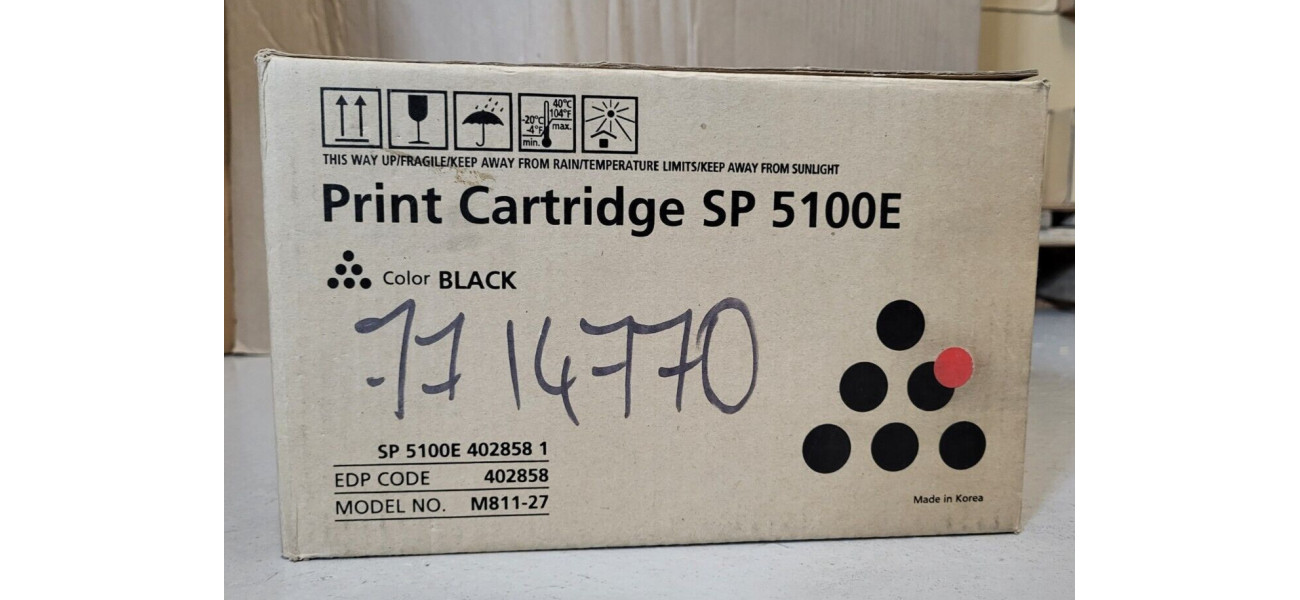 40°C
104°F
max.
-20°C
-4°F
min.
THIS WAY UP/FRAGILE/KEEP AWAY FROM RAIN/TEMPERATURE LIMITS/KEEP AWAY FROM SUNLIGHT
Print Cartridge SP 5100E
Color BLACK
7714770
SP 5100E 402858 1
EDP CODE 402858
MODEL NO. M811-27
Made in Korea